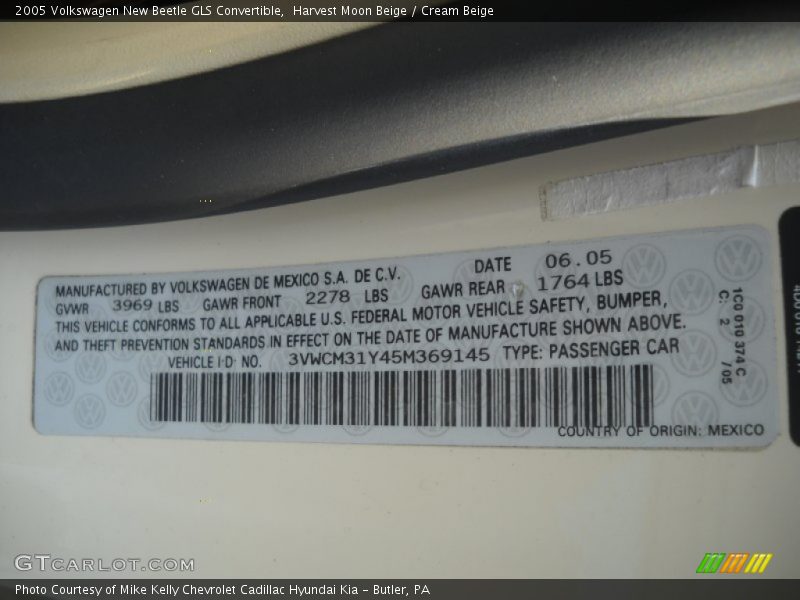 2005 Volkswagen New Beetle GLS Convertible, Harvest Moon Beige / Cream Beige
MANUFACTURED BY VOLKSWAGEN DE MEXICO S.A. DE C.V. DATE 06.05
GVWR 3969 LBS GAWR FRONT 2278 LBS GAWR REAR 1764 LBS
THIS VEHICLE CONFORMS TO ALL APPLICABLE U.S. FEDERAL MOTOR VEHICLE SAFETY, BUMPER,
AND THEFT PREVENTION STANDARDS IN EFFECT ON THE DATE OF MANUFACTURE SHOWN ABOVE.
VEHICLE I·D· NO. 3VWCM31Y45M369145 TYPE: PASSENGER CAR
COUNTRY OF ORIGIN: MEXICO
1C0 010 374 C
C: 2 /05
GTCARLOT.COM
Photo Courtesy of Mike Kelly Chevrolet Cadillac Hyundai Kia – Butler, PA